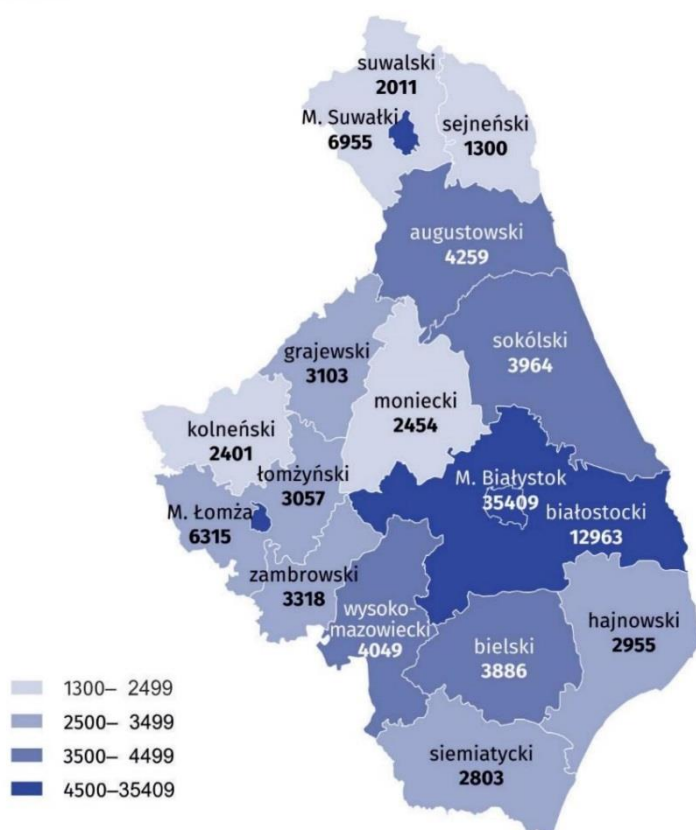 suwalski
2011
M. Suwałki
6955
sejneński
1300
augustowski
4259
sokólski
3964
grajewski
3103
moniecki
2454
kolneński
2401
łomżyński
3057
M. Łomża
6315
M. Białystok
35409
białostocki
12963
zambrowski
3318
wysoko-
mazowiecki
4049
hajnowski
2955
bielski
3886
siemiatycki
2803
1300– 2499
2500– 3499
3500– 4499
4500–35409